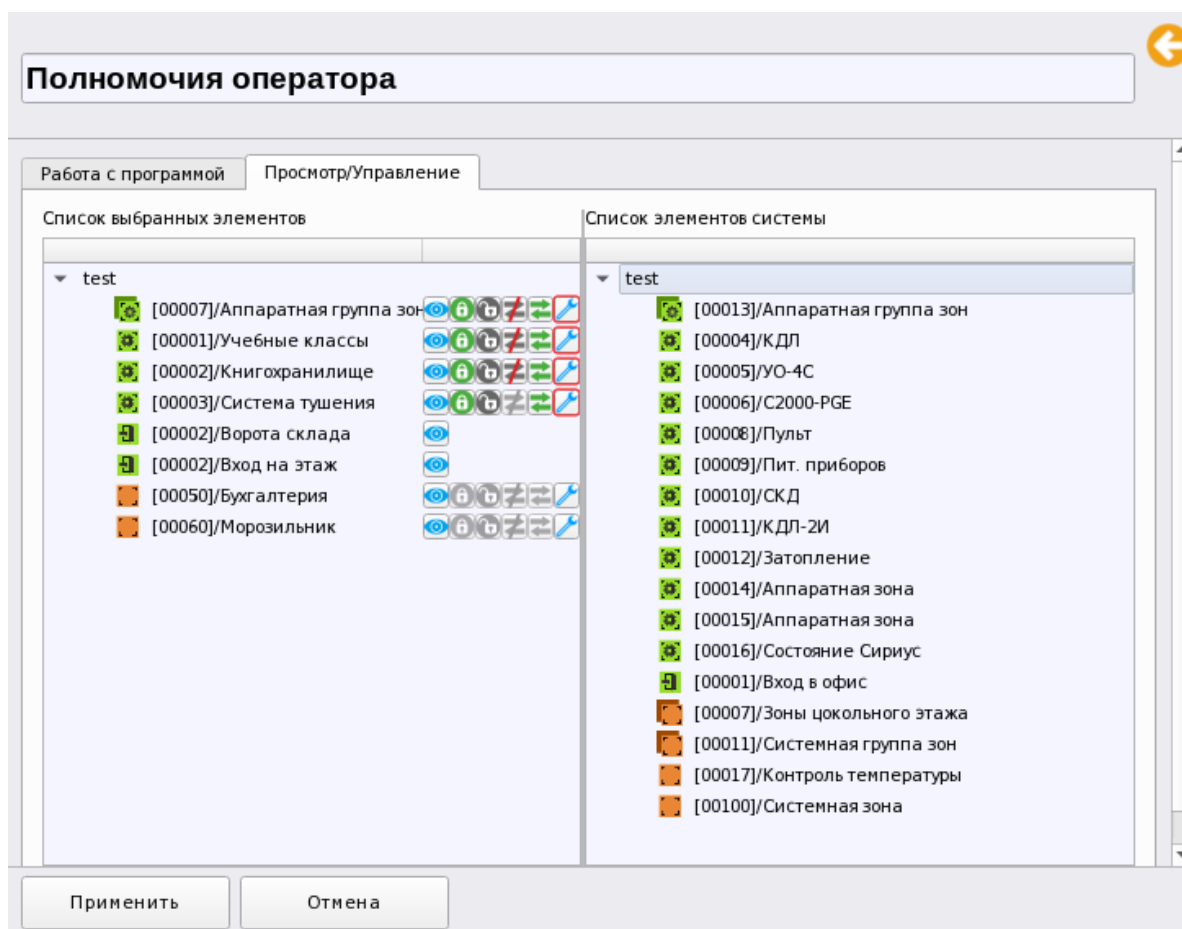 Полномочия оператора
Работа с программой
Просмотр/Управление
Список выбранных элементов
test
[00007]/Аппаратная группа зон
[00001]/Учебные классы
[00002]/Книгохранилище
[00003]/Система тушения
[00002]/Ворота склада
[00002]/Вход на этаж
[00050]/Бухгалтерия
[00060]/Морозильник
Список элементов системы
test
[00013]/Аппаратная группа зон
[00004]/КДЛ
[00005]/УО-4С
[00006]/С2000-PGE
[00008]/Пульт
[00009]/Пит. приборов
[00010]/СКД
[00011]/КДЛ-2И
[00012]/Затопление
[00014]/Аппаратная зона
[00015]/Аппаратная зона
[00016]/Состояние Сириус
[00001]/Вход в офис
[00007]/Зоны цокольного этажа
[00011]/Системная группа зон
[00017]/Контроль температуры
[00100]/Системная зона
Применить
Отмена